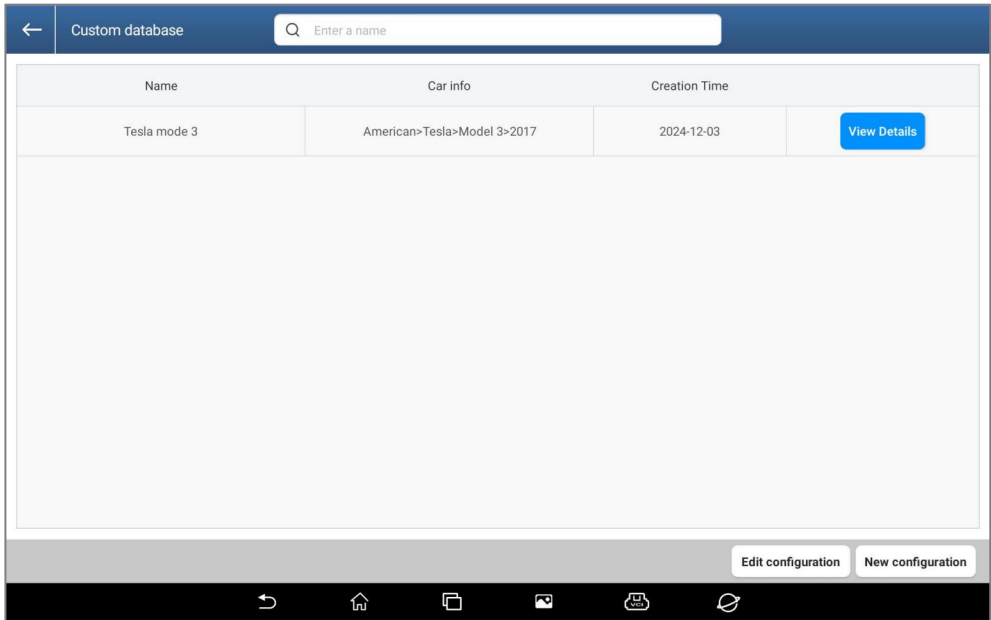 Custom database
Enter a name
Name Car info Creation Time
Tesla mode 3 American>Tesla>Model 3>2017 2024-12-03 View Details
Edit configuration New configuration
VCI